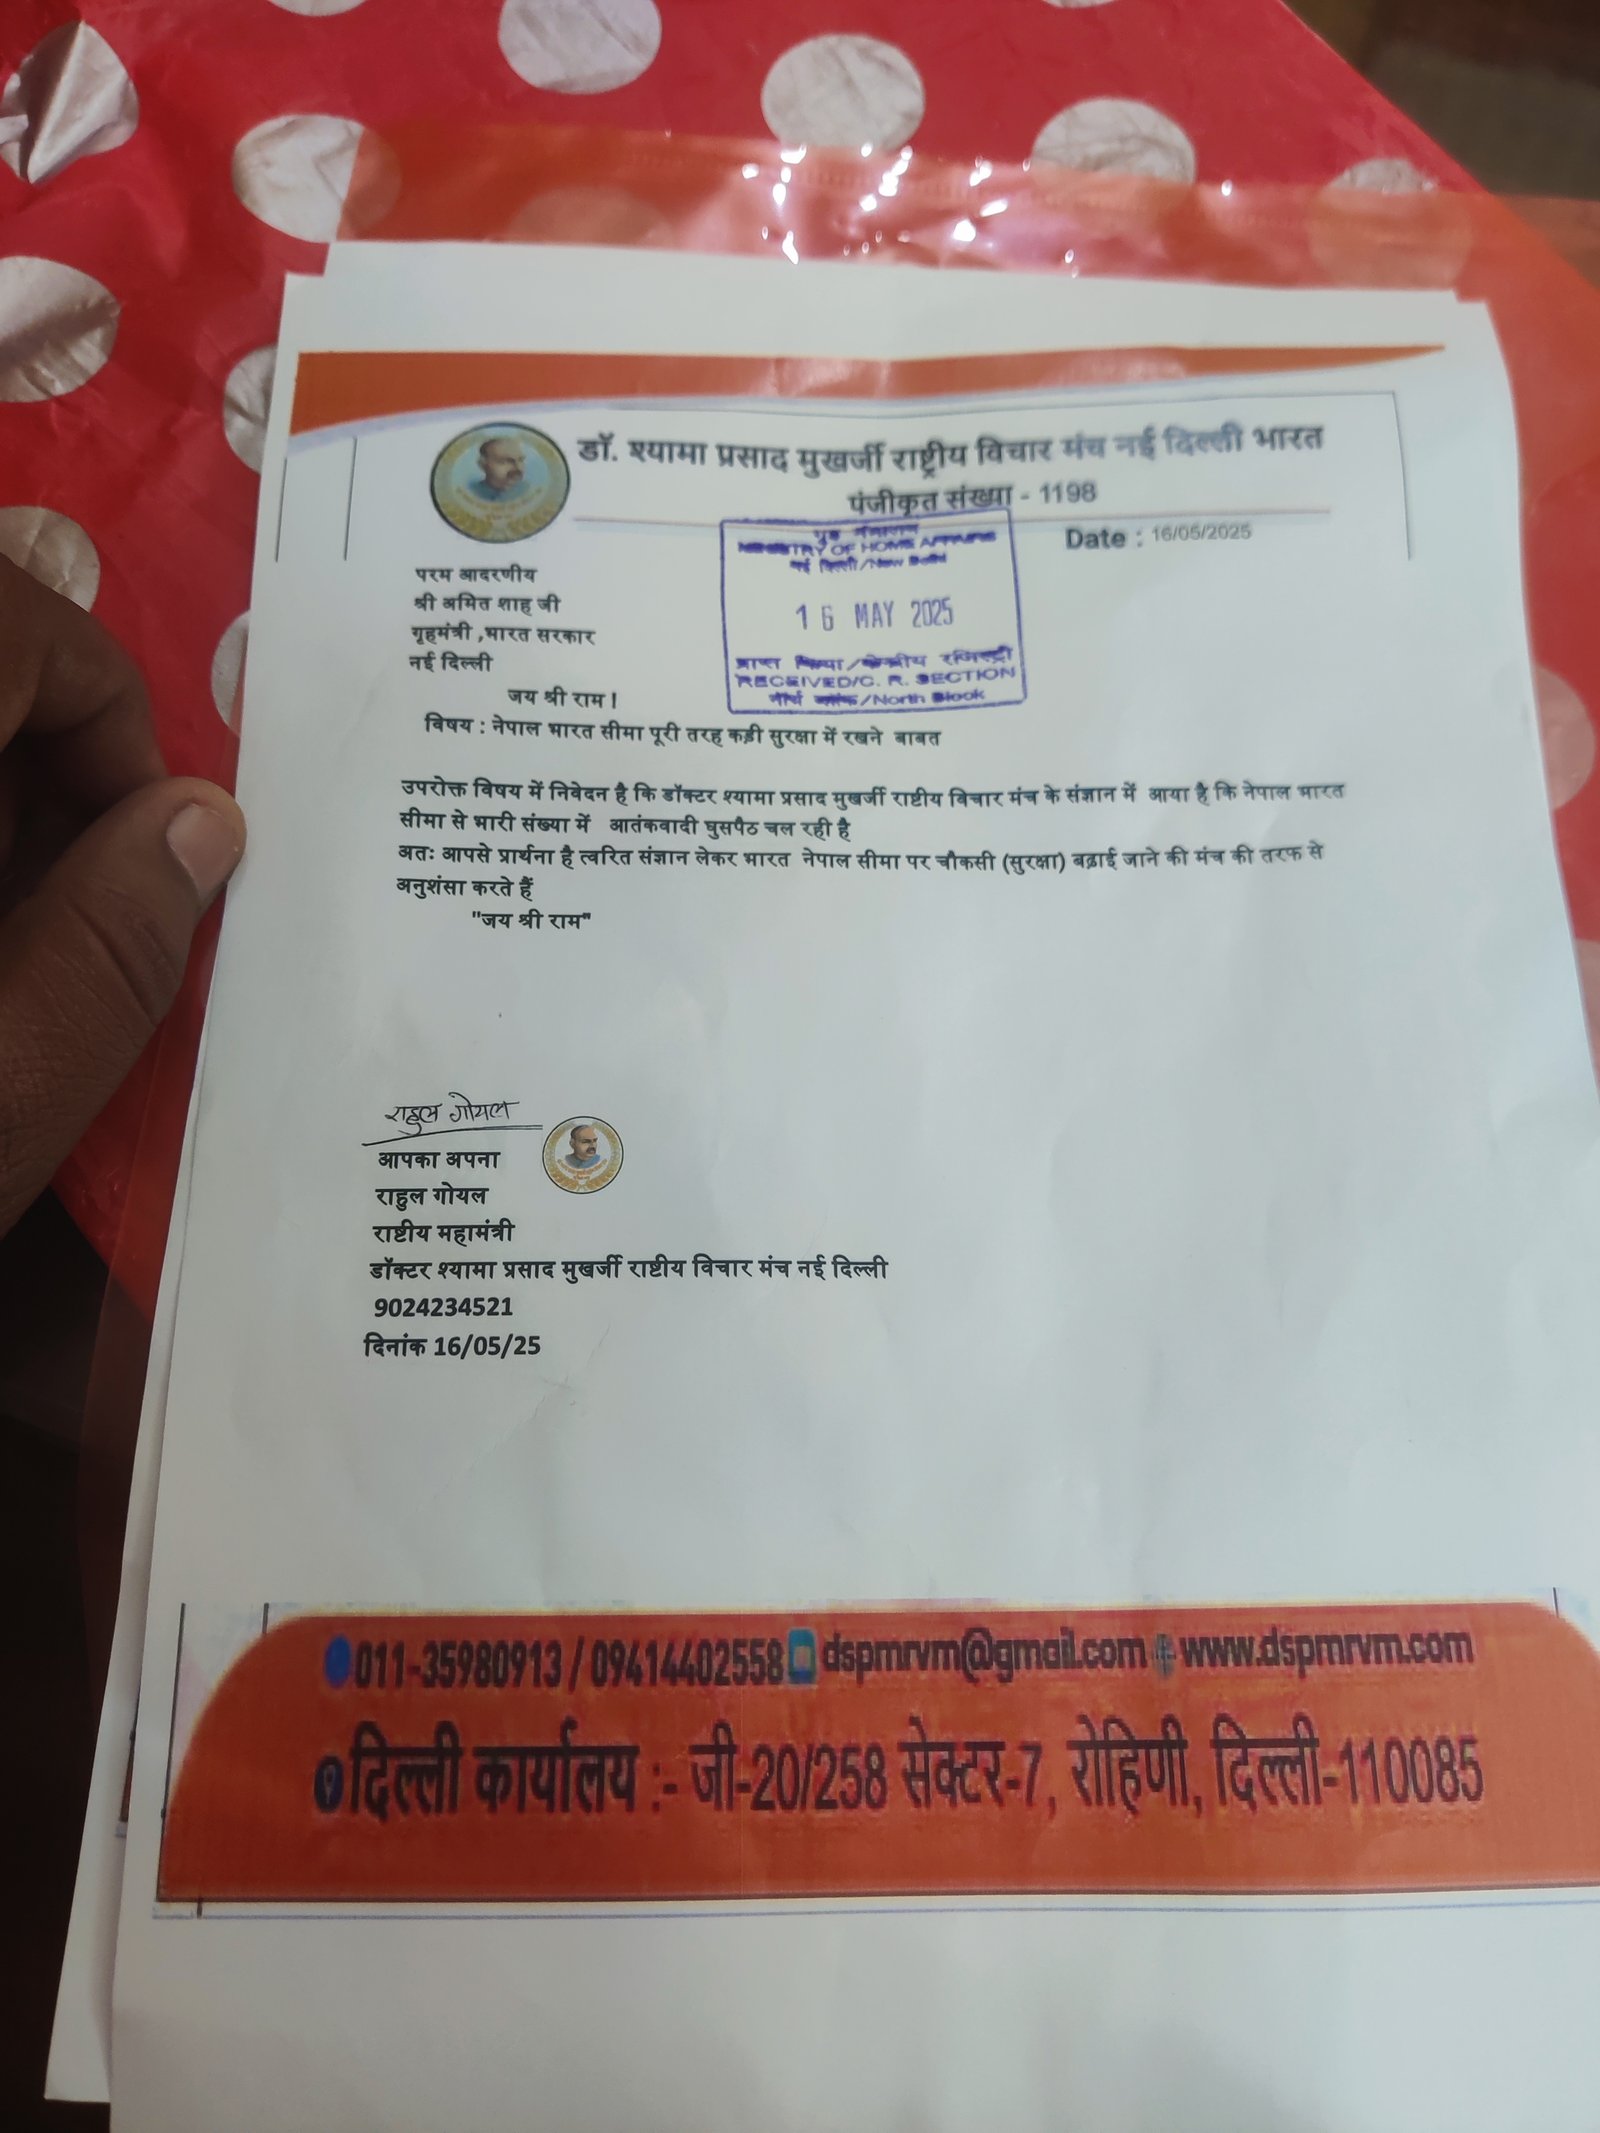 डॉ. श्यामा प्रसाद मुखर्जी राष्ट्रीय विचार मंच नई दिल्ली भारत
पंजीकृत संख्या - 1198
Date : 16/05/2025
MINISTRY OF HOME AFFAIRS
नई दिल्ली/New Delhi
16 MAY 2025
प्राप्त किया/केन्द्रीय रजिस्ट्री
RECEIVED/C. R. SECTION
नार्थ ब्लॉक/North Block
परम आदरणीय
श्री अमित शाह जी
गृहमंत्री ,भारत सरकार
नई दिल्ली
जय श्री राम !
विषय : नेपाल भारत सीमा पूरी तरह कड़ी सुरक्षा में रखने बाबत
उपरोक्त विषय में निवेदन है कि डॉक्टर श्यामा प्रसाद मुखर्जी राष्ट्रीय विचार मंच के संज्ञान में आया है कि नेपाल भारत
सीमा से भारी संख्या में आतंकवादी घुसपैठ चल रही है
अतः आपसे प्रार्थना है त्वरित संज्ञान लेकर भारत नेपाल सीमा पर चौकसी (सुरक्षा) बढ़ाई जाने की मंच की तरफ से
अनुशंसा करते हैं
"जय श्री राम"
राहुल गोयल
आपका अपना
राहुल गोयल
राष्टीय महामंत्री
डॉक्टर श्यामा प्रसाद मुखर्जी राष्टीय विचार मंच नई दिल्ली
9024234521
दिनांक 16/05/25
011-35980913 / 09414402558 dspmrvm@gmail.com www.dspmrvm.com
दिल्ली कार्यालय :- जी-20/258 सेक्टर-7, रोहिणी, दिल्ली-110085